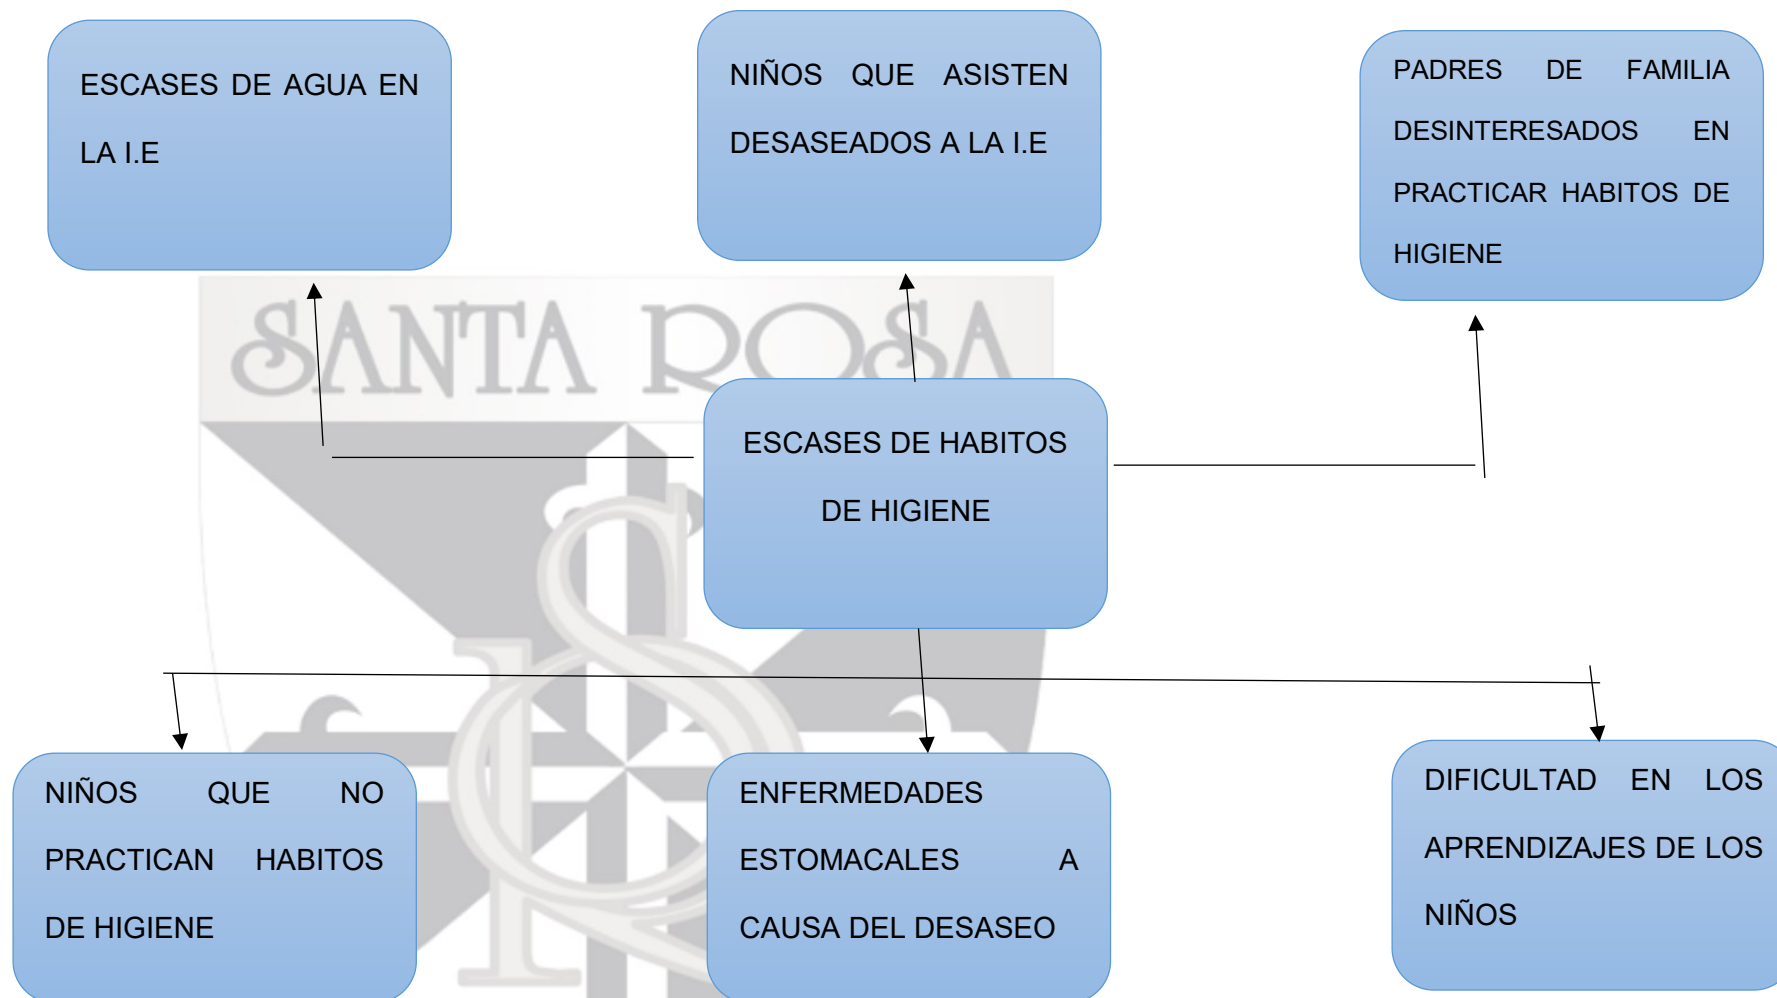 ESCASES DE AGUA EN
LA I.E
NIÑOS QUE ASISTEN
DESASEADOS A LA I.E
PADRES DE FAMILIA
DESINTERESADOS EN
PRACTICAR HABITOS DE
HIGIENE
SANTA ROSA
ESCASES DE HABITOS
DE HIGIENE
NIÑOS QUE NO
PRACTICAN HABITOS
DE HIGIENE
ENFERMEDADES
ESTOMACALES A
CAUSA DEL DESASEO
DIFICULTAD EN LOS
APRENDIZAJES DE LOS
NIÑOS